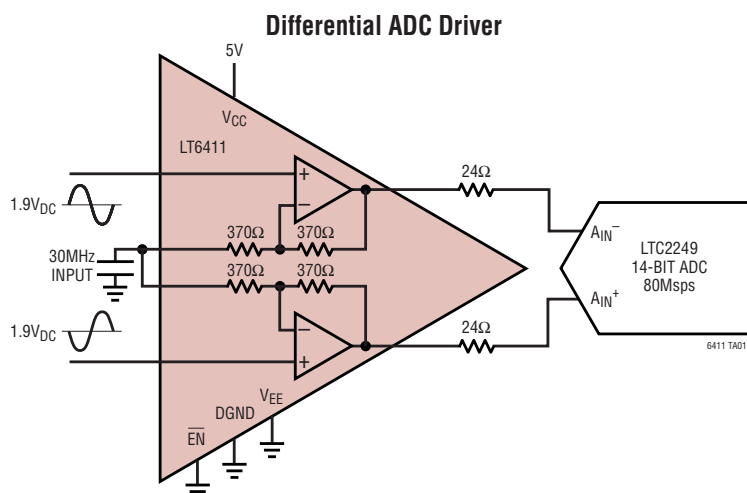 Differential ADC Driver
5V
VCC
LT6411
24Ω
+
−
1.9VDC
AIN−
370Ω 370Ω
30MHz
INPUT
LTC2249
14-BIT ADC
80Msps
370Ω 370Ω
AIN+
1.9VDC
−
+
24Ω
6411 TA01
VEE
DGND
EN